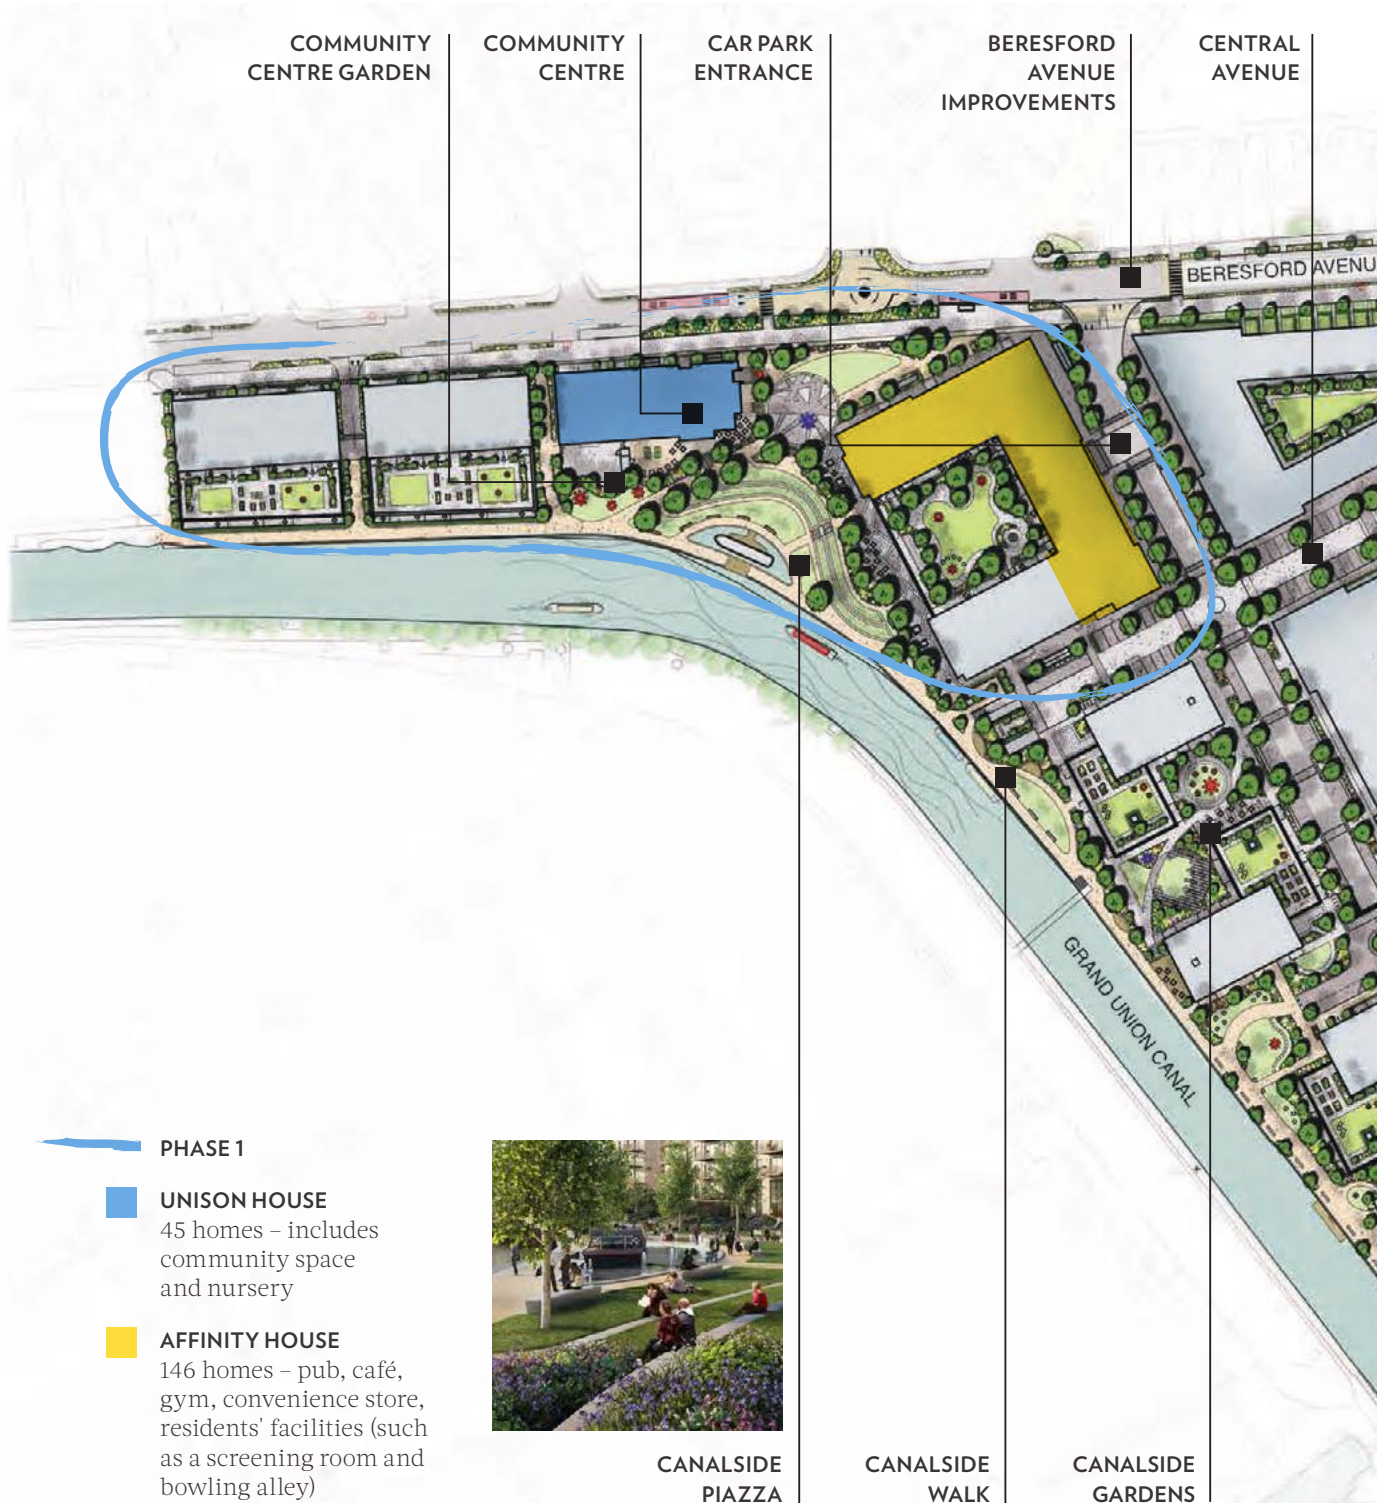 COMMUNITY
CENTRE GARDEN
COMMUNITY
CENTRE
CAR PARK
ENTRANCE
BERESFORD
AVENUE
IMPROVEMENTS
CENTRAL
AVENUE
BERESFORD AVENU
GRAND UNION CANAL
PHASE 1
UNISON HOUSE
45 homes – includes
community space
and nursery
AFFINITY HOUSE
146 homes – pub, café,
gym, convenience store,
residents' facilities (such
as a screening room and
bowling alley)
CANALSIDE
PIAZZA
CANALSIDE
WALK
CANALSIDE
GARDENS